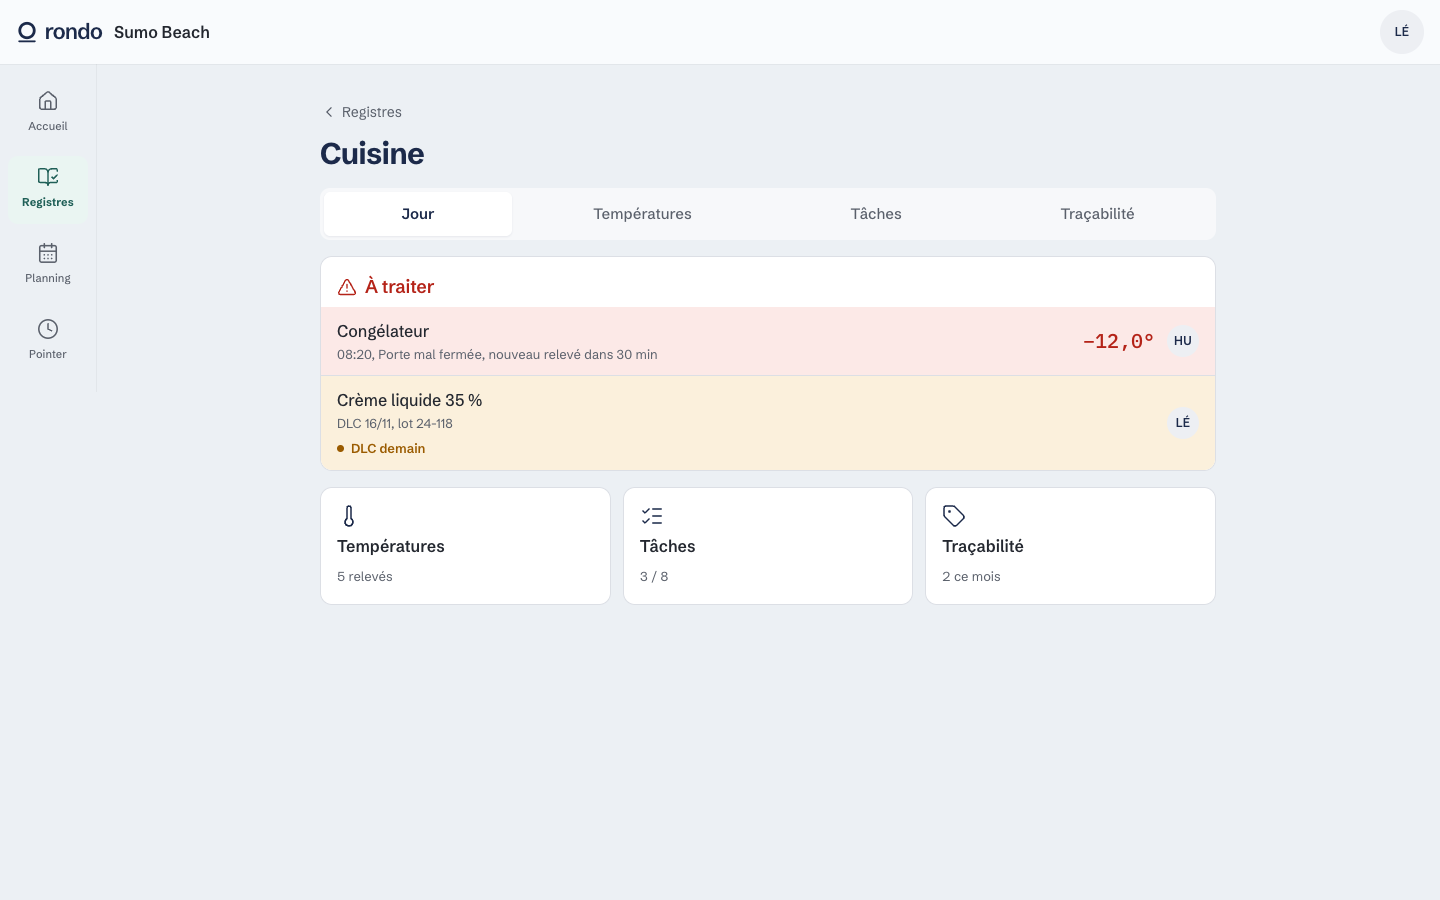 rondo Sumo Beach
LÉ
Accueil
Registres
Planning
Pointer
Registres
Cuisine
Jour Températures Tâches Traçabilité
À traiter
Congélateur
08:20, Porte mal fermée, nouveau relevé dans 30 min
−12,0°
HU
Crème liquide 35 %
DLC 16/11, lot 24-118
DLC demain
LÉ
Températures
5 relevés
Tâches
3 / 8
Traçabilité
2 ce mois